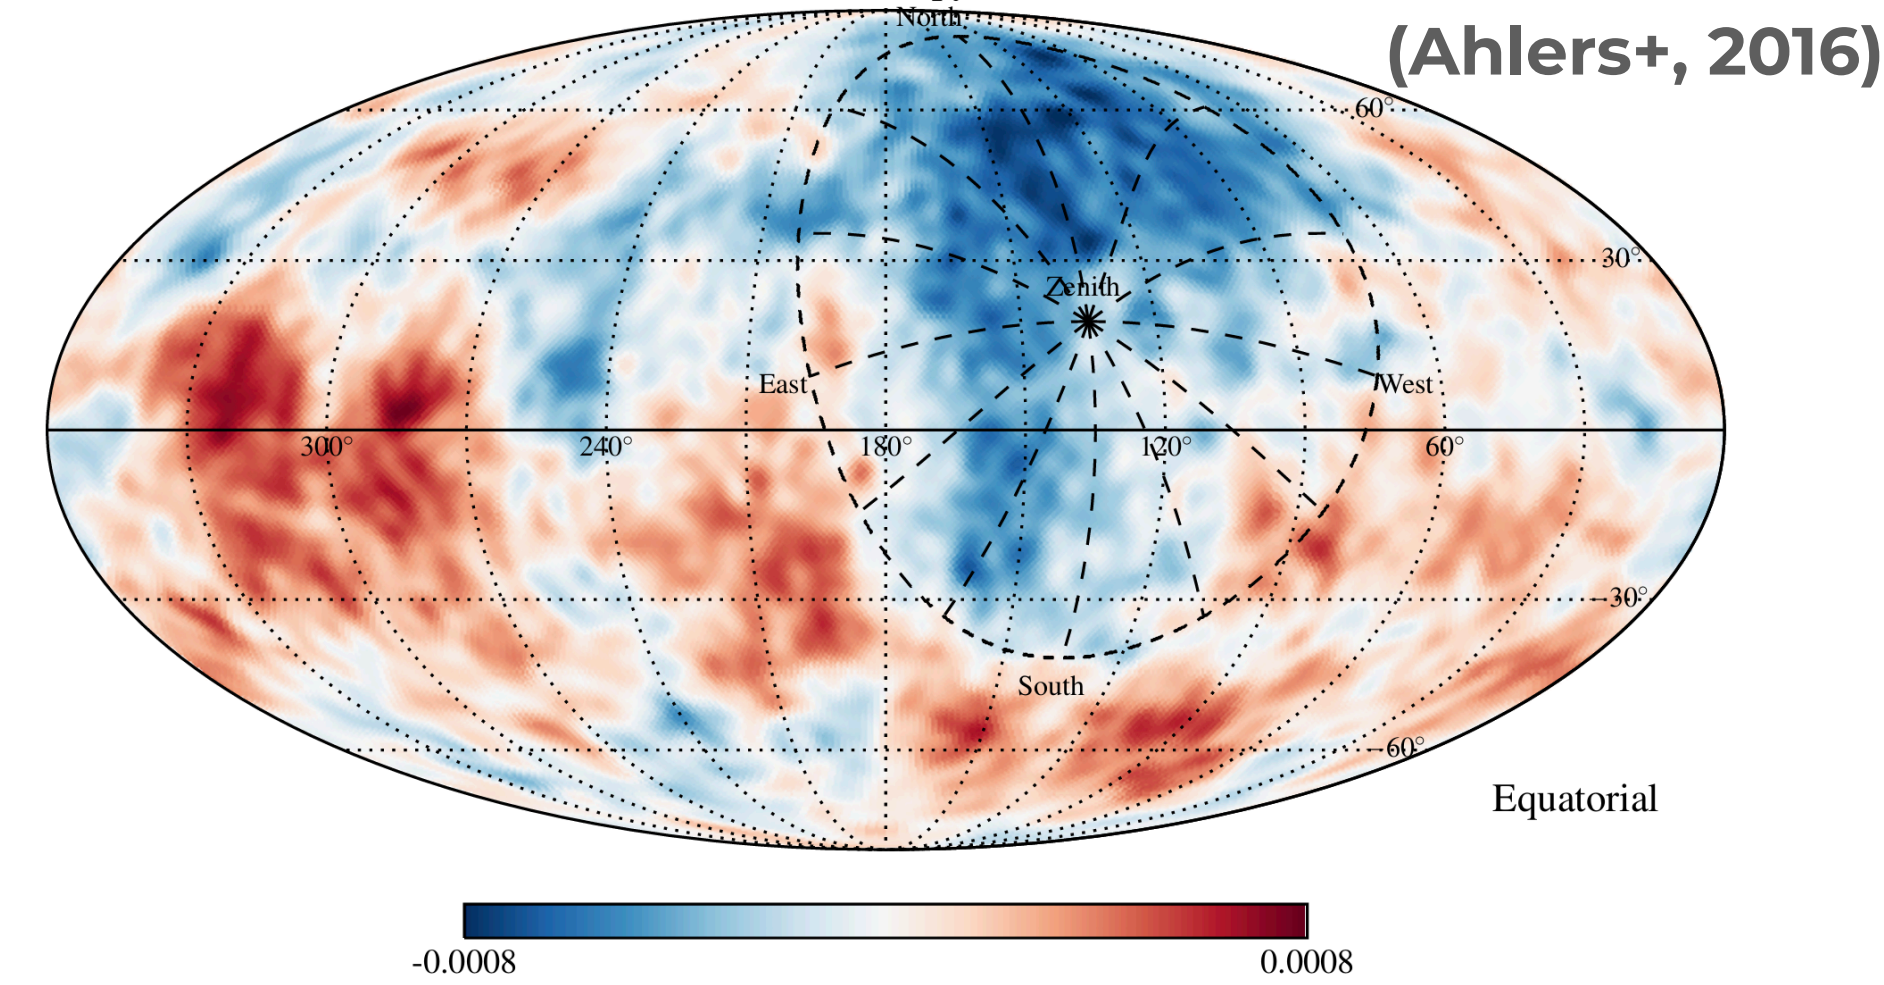 North
(Ahlers+, 2016)
60°
30°
Zenith
East
West
300°
240°
180°
120°
60°
−30°
South
−60°
Equatorial
-0.0008
0.0008